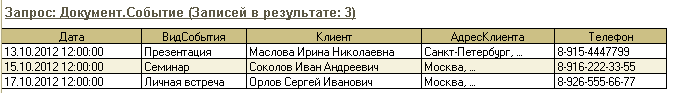 Запрос: Документ.Событие (Записей в результате: 3)
Дата ВидСобытия Клиент АдресКлиента Телефон
13.10.2012 12:00:00 Презентация Маслова Ирина Николаевна Санкт-Петербург, ... 8-915-4447799
15.10.2012 12:00:00 Семинар Соколов Иван Андреевич Москва, ... 8-916-222-33-55
17.10.2012 12:00:00 Личная встреча Орлов Сергей Иванович Москва, ... 8-926-555-66-77